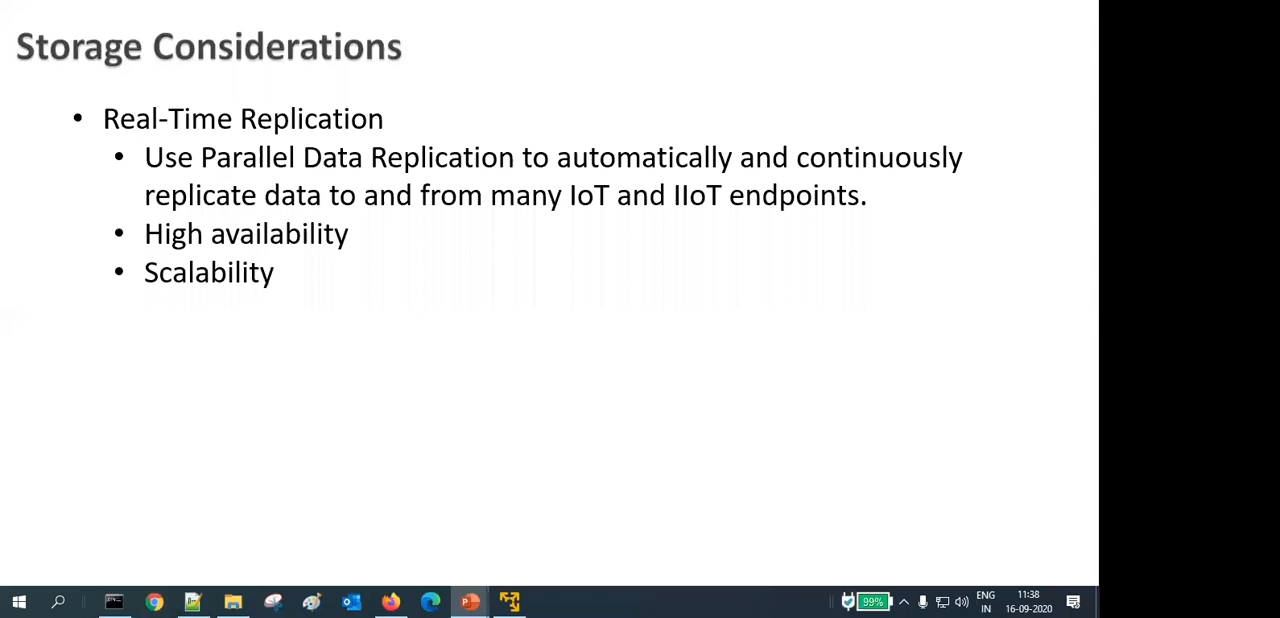 Storage Considerations
• Real-Time Replication
• Use Parallel Data Replication to automatically and continuously
replicate data to and from many IoT and IIoT endpoints.
• High availability
• Scalability
99%
ENG
IN
11:38
16-09-2020